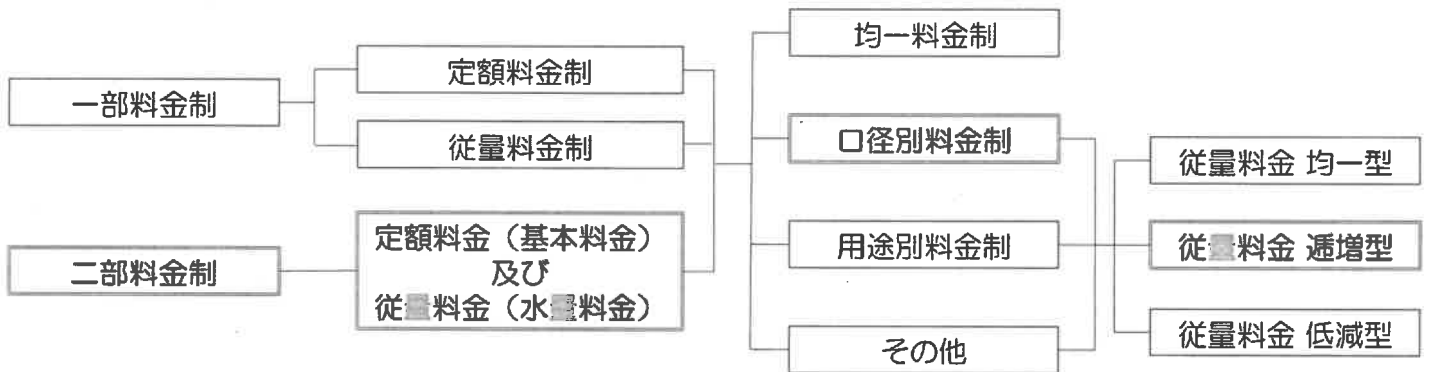 一部料金制
二部料金制
定額料金制
従量料金制
定額料金（基本料金）
及び
従量料金（水量料金）
均一料金制
口径別料金制
用途別料金制
その他
従量料金 均一型
従量料金 逓増型
従量料金 低減型